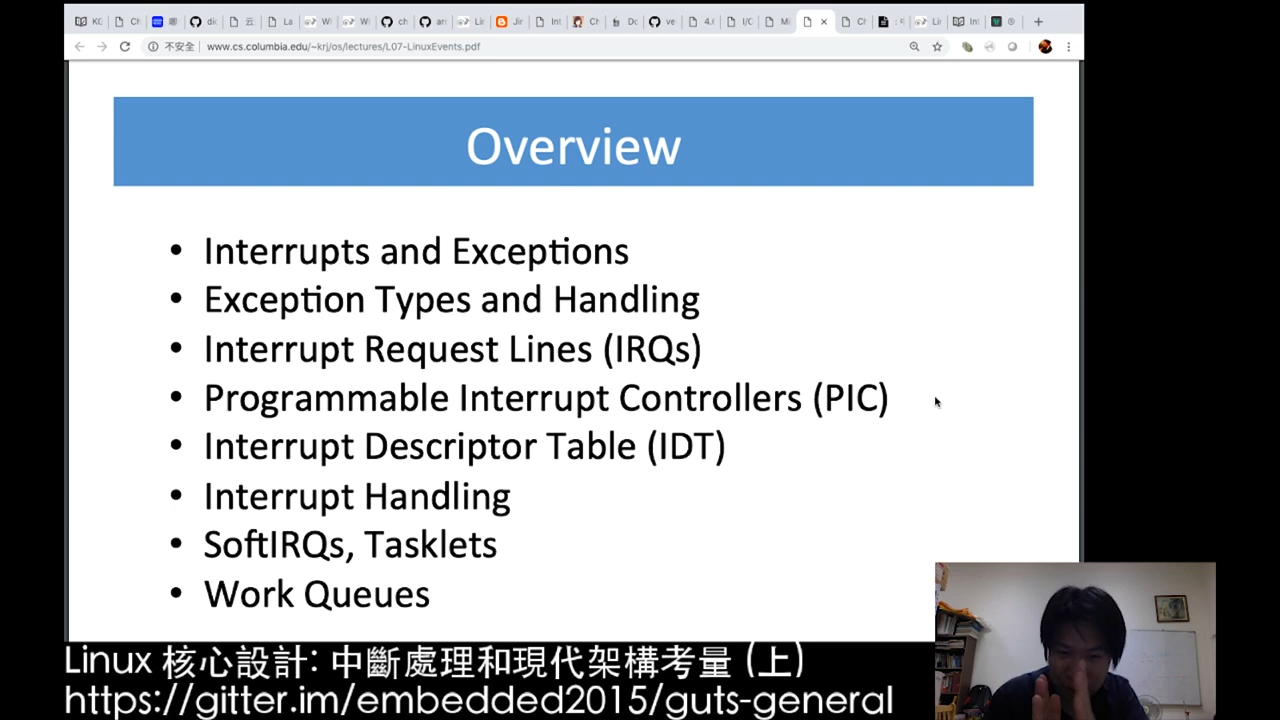 不安全 www.cs.columbia.edu/~krj/os/lectures/L07-LinuxEvents.pdf
Overview
• Interrupts and Exceptions
• Exception Types and Handling
• Interrupt Request Lines (IRQs)
• Programmable Interrupt Controllers (PIC)
• Interrupt Descriptor Table (IDT)
• Interrupt Handling
• SoftIRQs, Tasklets
• Work Queues
Linux 核心設計: 中斷處理和現代架構考量 (上)
https://gitter.im/embedded2015/guts-general